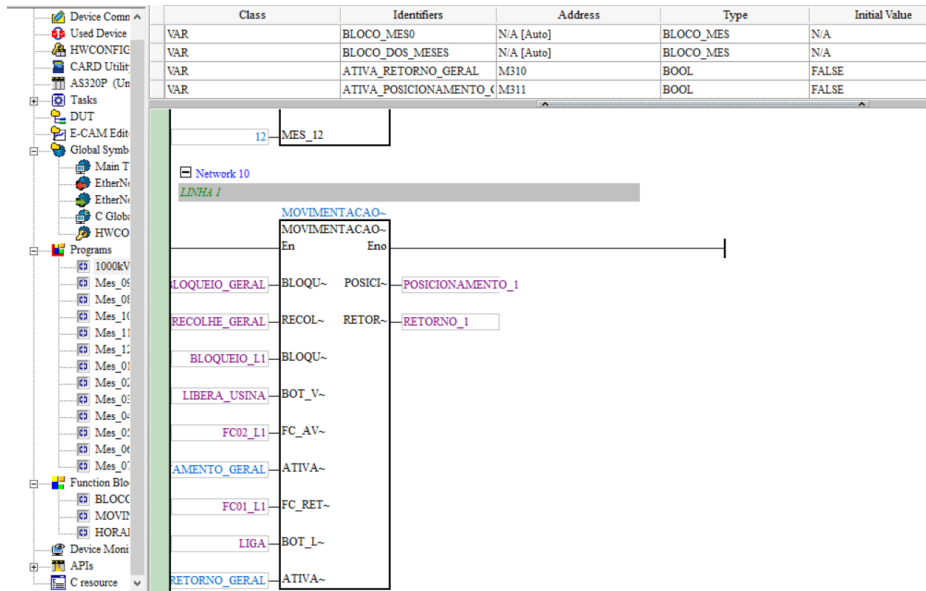 Device Comm
Used Device
HWCONFIG
CARD Utilit
AS320P (Un
Tasks
DUT
E-CAM Edit
Global Symb
Main T
EtherNe
EtherNe
C Globa
HWCO
Programs
1000kV
Mes_09
Mes_08
Mes_10
Mes_11
Mes_12
Mes_01
Mes_02
Mes_03
Mes_04
Mes_05
Mes_06
Mes_07
Function Blo
BLOCO
MOVIN
HORAI
Device Moni
APIs
C resource
Class Identifiers Address Type Initial Value
VAR BLOCO_MES0 N/A [Auto] BLOCO_MES N/A
VAR BLOCO_DOS_MESES N/A [Auto] BLOCO_MES N/A
VAR ATIVA_RETORNO_GERAL M310 BOOL FALSE
VAR ATIVA_POSICIONAMENTO_G M311 BOOL FALSE
12 MES_12
Network 10
LINHA 1
MOVIMENTACAO~
MOVIMENTACAO~
En Eno
BLOQUEIO_GERAL BLOQU~ POSICI~ POSICIONAMENTO_1
RECOLHE_GERAL RECOL~ RETOR~ RETORNO_1
BLOQUEIO_L1 BLOQU~
LIBERA_USINA BOT_V~
FC02_L1 FC_AV~
AMENTO_GERAL ATIVA~
FC01_L1 FC_RET~
LIGA BOT_L~
RETORNO_GERAL ATIVA~